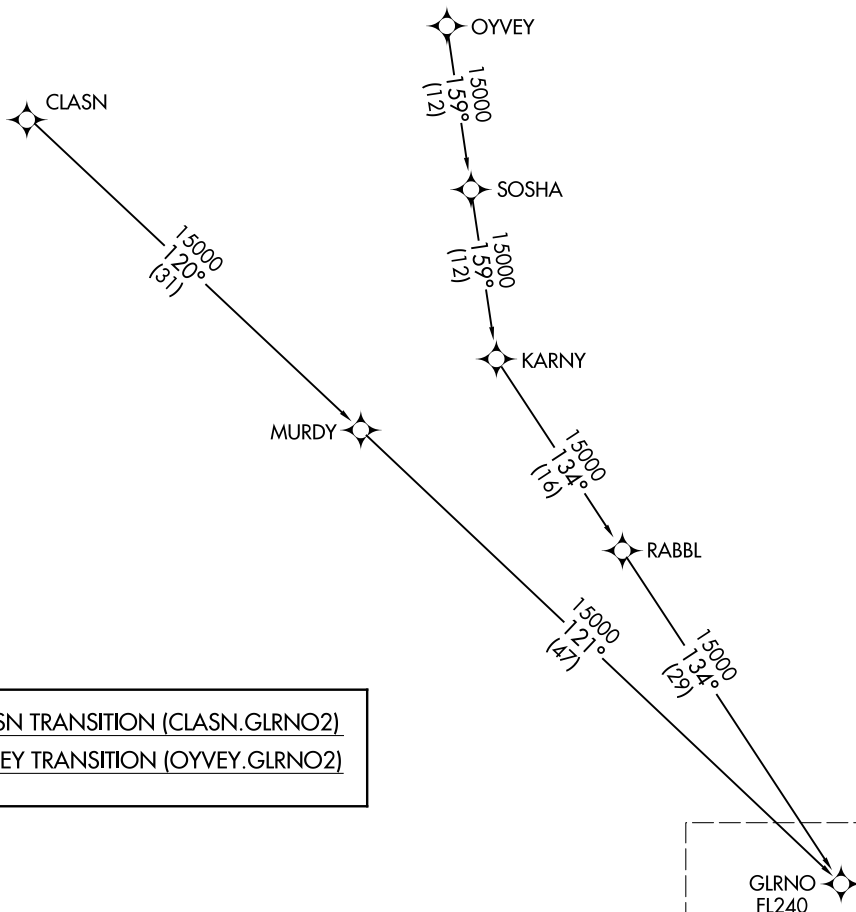 OYVEY
15000
159°
(12)
CLASN
SOSHA
15000
120°
(31)
15000
159°
(12)
KARNY
MURDY
15000
134°
(16)
RABBL
15000
121°
(47)
15000
134°
(29)
SN TRANSITION (CLASN.GLRNO2)
EY TRANSITION (OYVEY.GLRNO2)
GLRNO
FL240